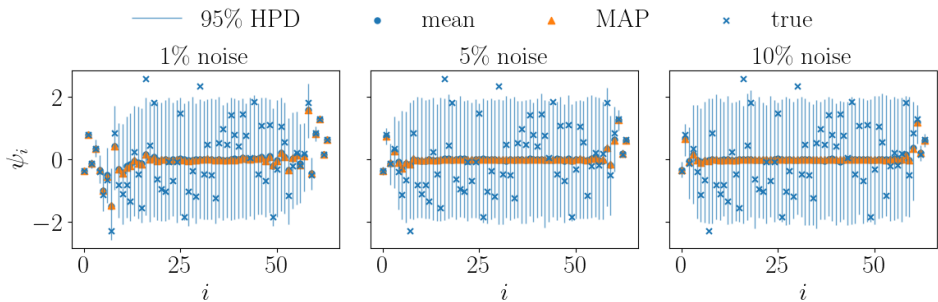 95% HPD mean MAP true
1% noise 5% noise 10% noise
ψi
2
0
−2
0 25 50 0 25 50 0 25 50
i i i